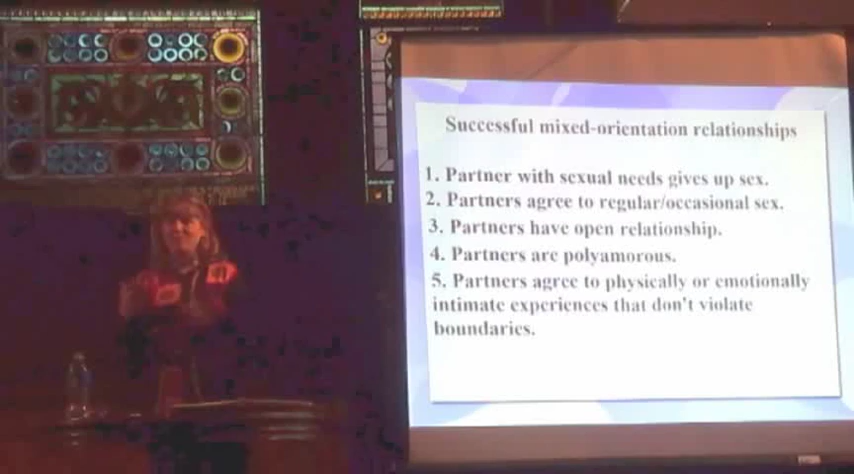 Successful mixed-orientation relationships
1. Partner with sexual needs gives up sex.
2. Partners agree to regular/occasional sex.
3. Partners have open relationship.
4. Partners are polyamorous.
5. Partners agree to physically or emotionally
intimate experiences that don't violate
boundaries.